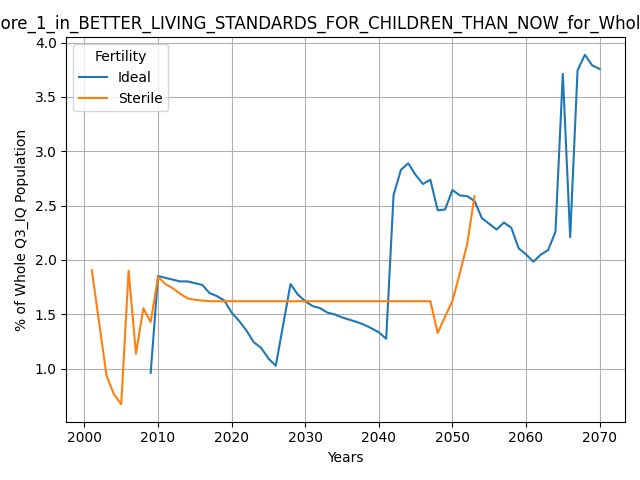 ore_1_in_BETTER_LIVING_STANDARDS_FOR_CHILDREN_THAN_NOW_for_Whol
Fertility
Ideal
Sterile
% of Whole Q3_IQ Population
4.0
3.5
3.0
2.5
2.0
1.5
1.0
2000 2010 2020 2030 2040 2050 2060 2070
Years